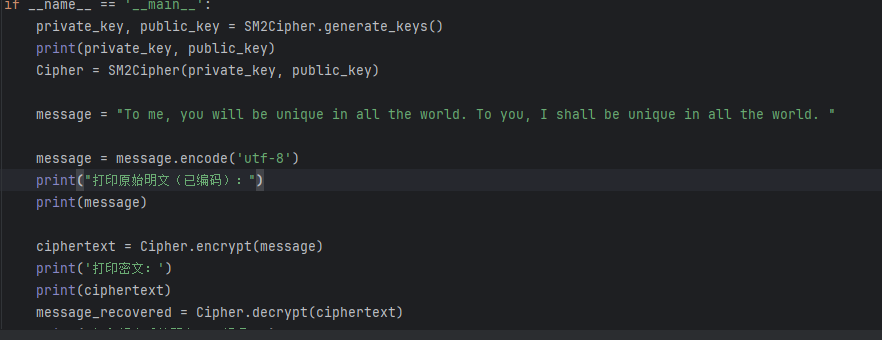 if __name__ == '__main__':
    private_key, public_key = SM2Cipher.generate_keys()
    print(private_key, public_key)
    Cipher = SM2Cipher(private_key, public_key)
    message = "To me, you will be unique in all the world. To you, I shall be unique in all the world. "
    message = message.encode('utf-8')
    print("打印原始明文（已编码）：")
    print(message)
    ciphertext = Cipher.encrypt(message)
    print('打印密文：')
    print(ciphertext)
    message_recovered = Cipher.decrypt(ciphertext)